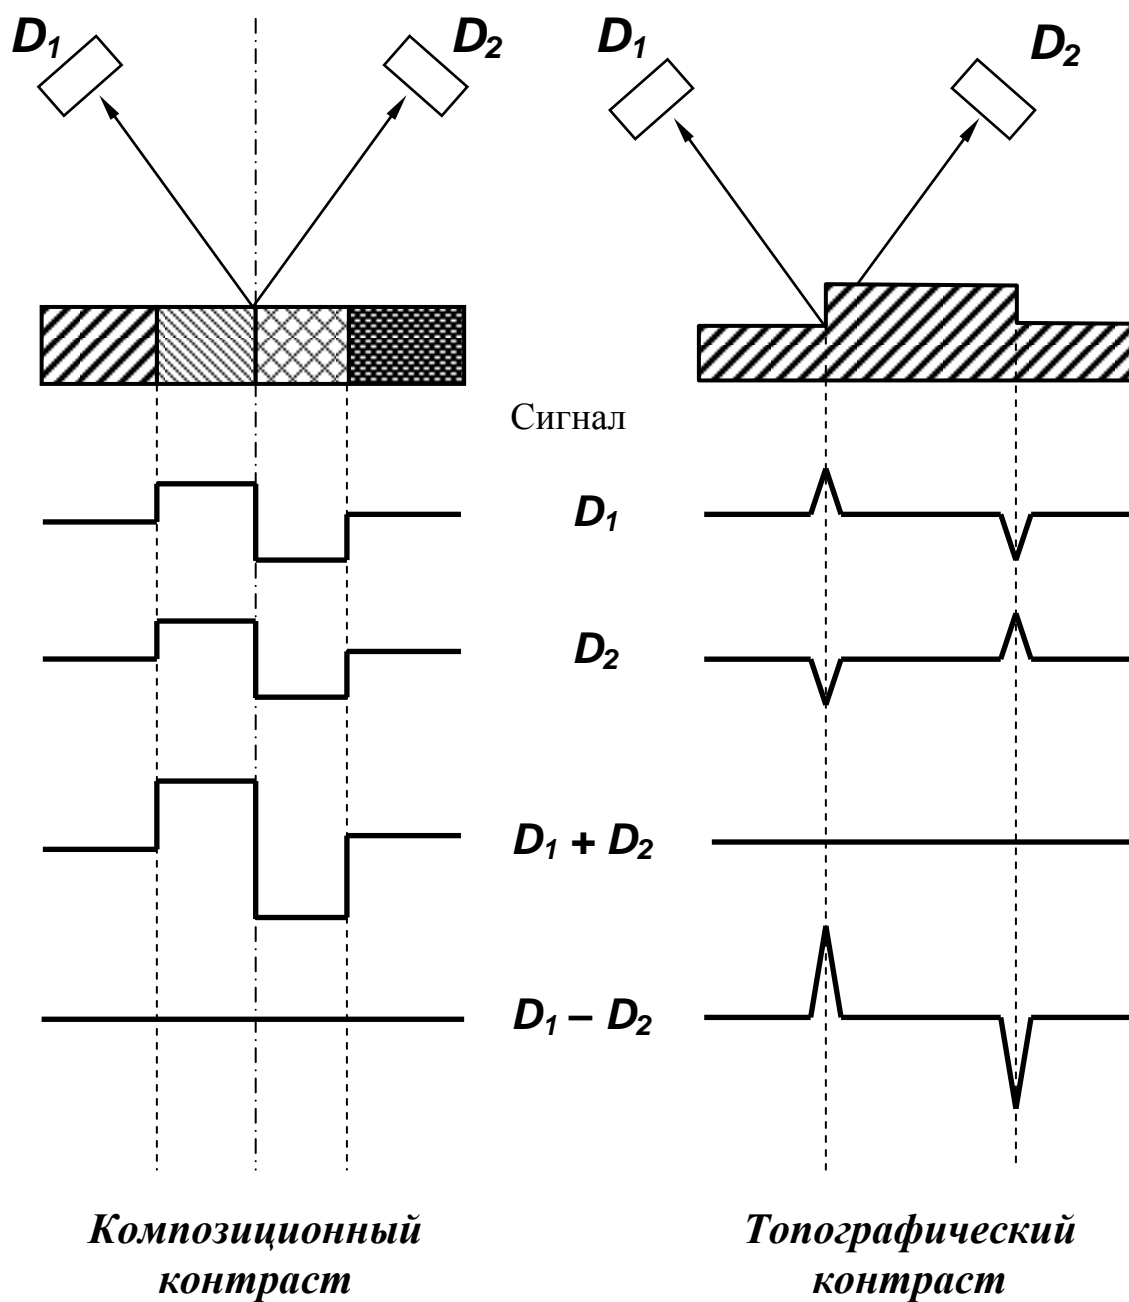 D₁ D₂ D₁ D₂
Сигнал
D₁
D₂
D₁ + D₂
D₁ – D₂
Композиционный
контраст
Топографический
контраст